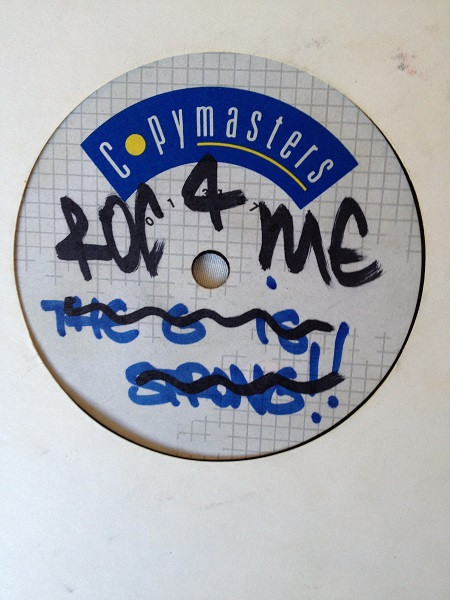 Copymasters
ROC 4 ME
THE G IS
STRONG!!